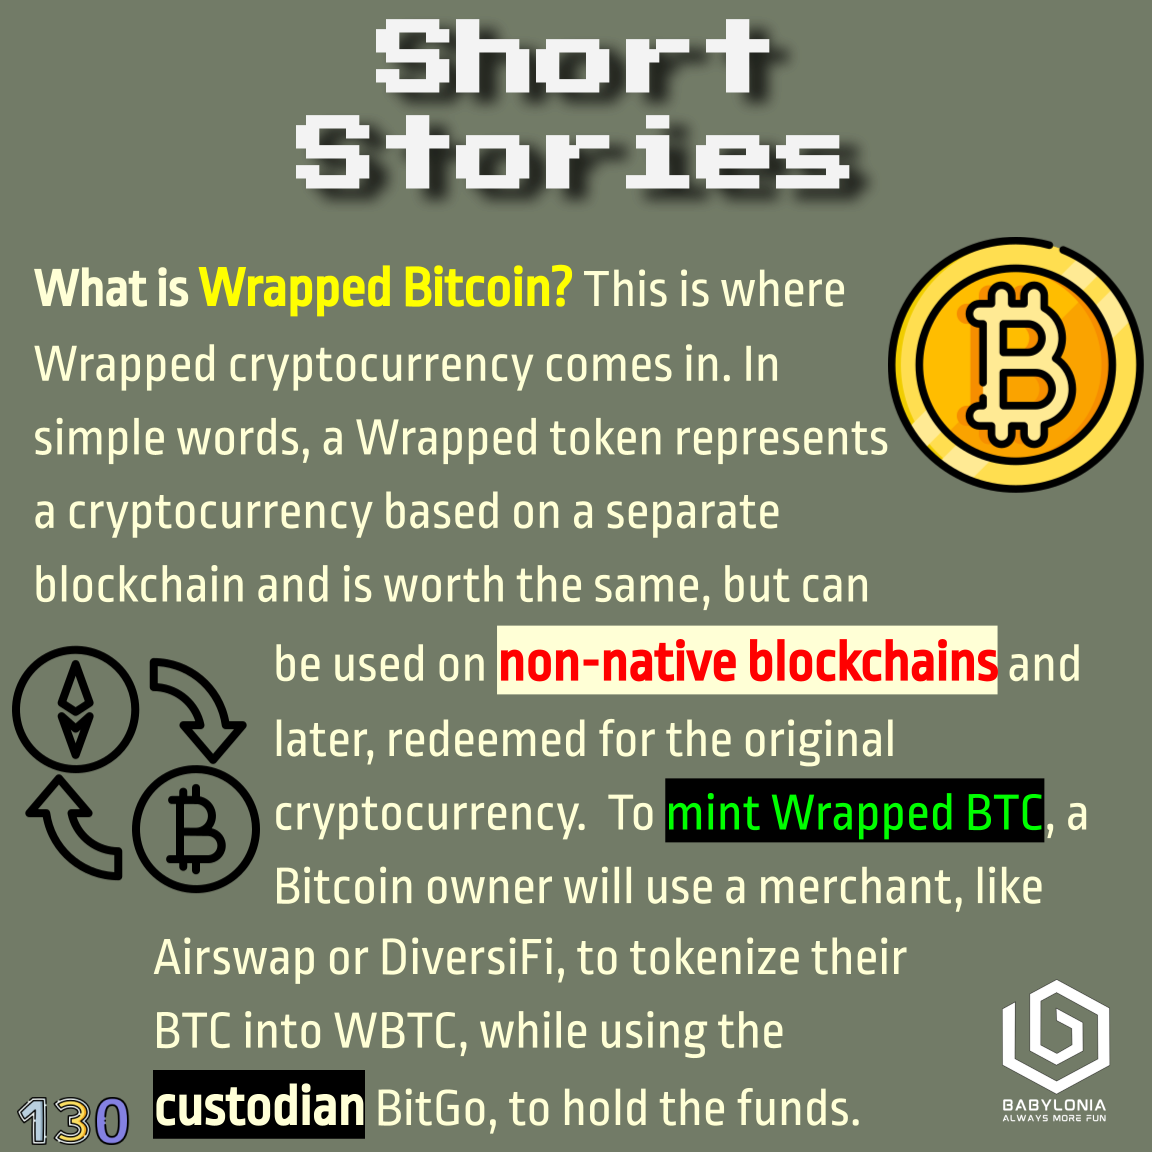 Short
Stories
What is Wrapped Bitcoin? This is where
Wrapped cryptocurrency comes in. In
simple words, a Wrapped token represents
a cryptocurrency based on a separate
blockchain and is worth the same, but can
be used on non-native blockchains and
later, redeemed for the original
cryptocurrency.  To mint Wrapped BTC, a
Bitcoin owner will use a merchant, like
Airswap or DiversiFi, to tokenize their
BTC into WBTC, while using the
custodian BitGo, to hold the funds.
130
BABYLONIA
ALWAYS MORE FUN